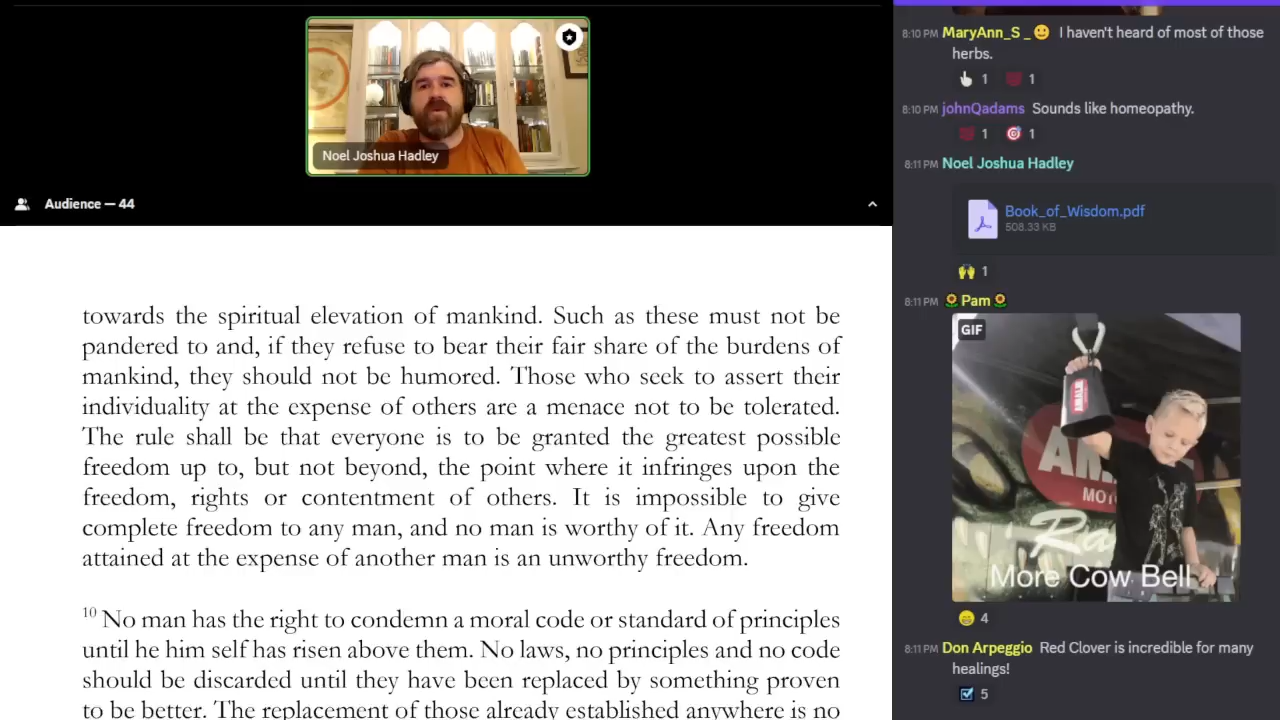 Noel Joshua Hadley
Audience — 44
towards the spiritual elevation of mankind. Such as these must not be
pandered to and, if they refuse to bear their fair share of the burdens of
mankind, they should not be humored. Those who seek to assert their
individuality at the expense of others are a menace not to be tolerated.
The rule shall be that everyone is to be granted the greatest possible
freedom up to, but not beyond, the point where it infringes upon the
freedom, rights or contentment of others. It is impossible to give
complete freedom to any man, and no man is worthy of it. Any freedom
attained at the expense of another man is an unworthy freedom.
10 No man has the right to condemn a moral code or standard of principles
until he him self has risen above them. No laws, no principles and no code
should be discarded until they have been replaced by something proven
to be better. The replacement of those already established anywhere is no
8:10 PM MaryAnn_S _🙂 I haven't heard of most of those
herbs.
1 1
8:10 PM johnQadams Sounds like homeopathy.
1 1
8:11 PM Noel Joshua Hadley
Book_of_Wisdom.pdf
508.33 KB
1
8:11 PM 🌻Pam🌻
GIF
More Cow Bell
4
8:11 PM Don Arpeggio Red Clover is incredible for many
healings!
5